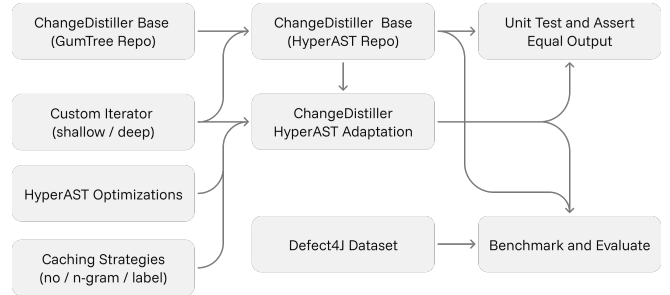 ChangeDistiller Base
(GumTree Repo)
ChangeDistiller Base
(HyperAST Repo)
Unit Test and Assert
Equal Output
Custom Iterator
(shallow / deep)
ChangeDistiller
HyperAST Adaptation
HyperAST Optimizations
Caching Strategies
(no / n-gram / label)
Defect4J Dataset
Benchmark and Evaluate